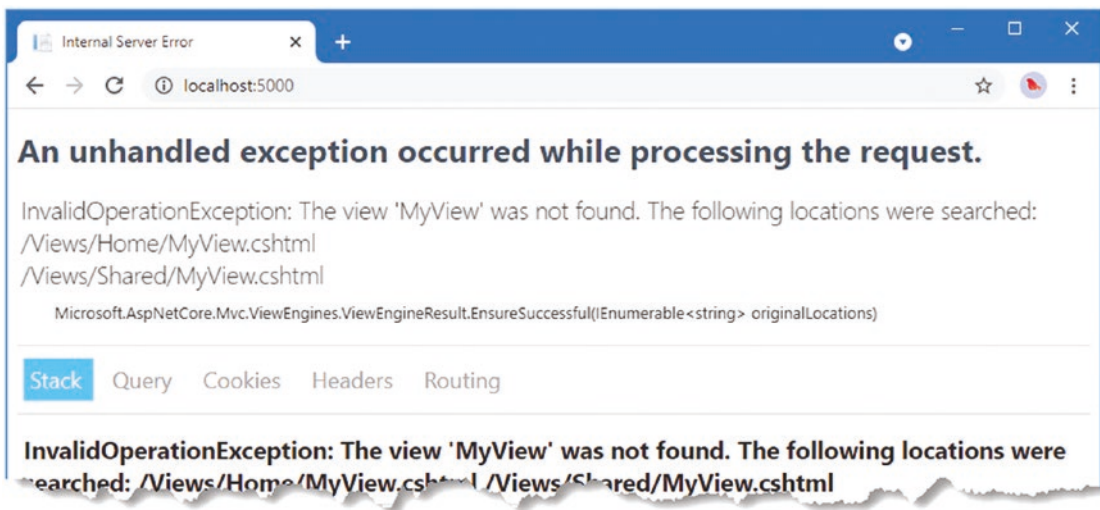 Internal Server Error
localhost:5000
An unhandled exception occurred while processing the request.
InvalidOperationException: The view 'MyView' was not found. The following locations were searched:
/Views/Home/MyView.cshtml
/Views/Shared/MyView.cshtml
Microsoft.AspNetCore.Mvc.ViewEngines.ViewEngineResult.EnsureSuccessful(IEnumerable<string> originalLocations)
Stack Query Cookies Headers Routing
InvalidOperationException: The view 'MyView' was not found. The following locations were
searched: /Views/Home/MyView.cshtml /Views/Shared/MyView.cshtml